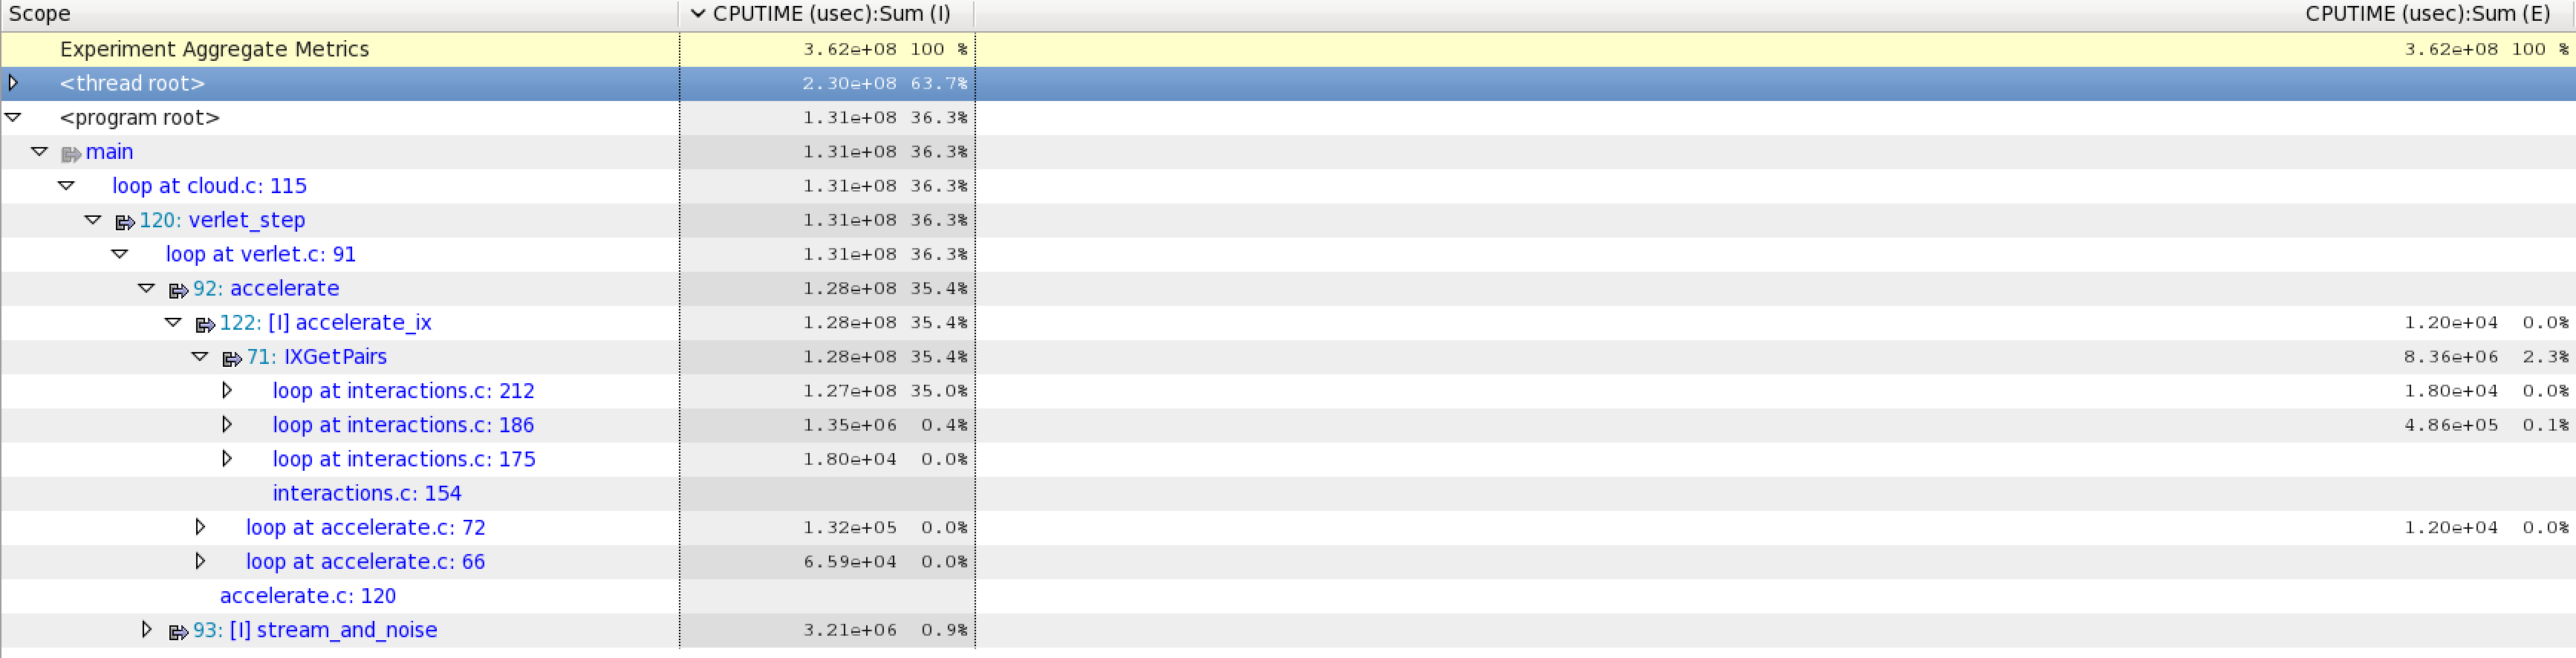 Scope CPUTIME (usec):Sum (I) CPUTIME (usec):Sum (E)
Experiment Aggregate Metrics 3.62e+08 100 % 3.62e+08 100 %
<thread root> 2.30e+08 63.7%
<program root> 1.31e+08 36.3%
main 1.31e+08 36.3%
loop at cloud.c: 115 1.31e+08 36.3%
120: verlet_step 1.31e+08 36.3%
loop at verlet.c: 91 1.31e+08 36.3%
92: accelerate 1.28e+08 35.4%
122: [I] accelerate_ix 1.28e+08 35.4% 1.20e+04 0.0%
71: IXGetPairs 1.28e+08 35.4% 8.36e+06 2.3%
loop at interactions.c: 212 1.27e+08 35.0% 1.80e+04 0.0%
loop at interactions.c: 186 1.35e+06 0.4% 4.86e+05 0.1%
loop at interactions.c: 175 1.80e+04 0.0%
interactions.c: 154
loop at accelerate.c: 72 1.32e+05 0.0% 1.20e+04 0.0%
loop at accelerate.c: 66 6.59e+04 0.0%
accelerate.c: 120
93: [I] stream_and_noise 3.21e+06 0.9%